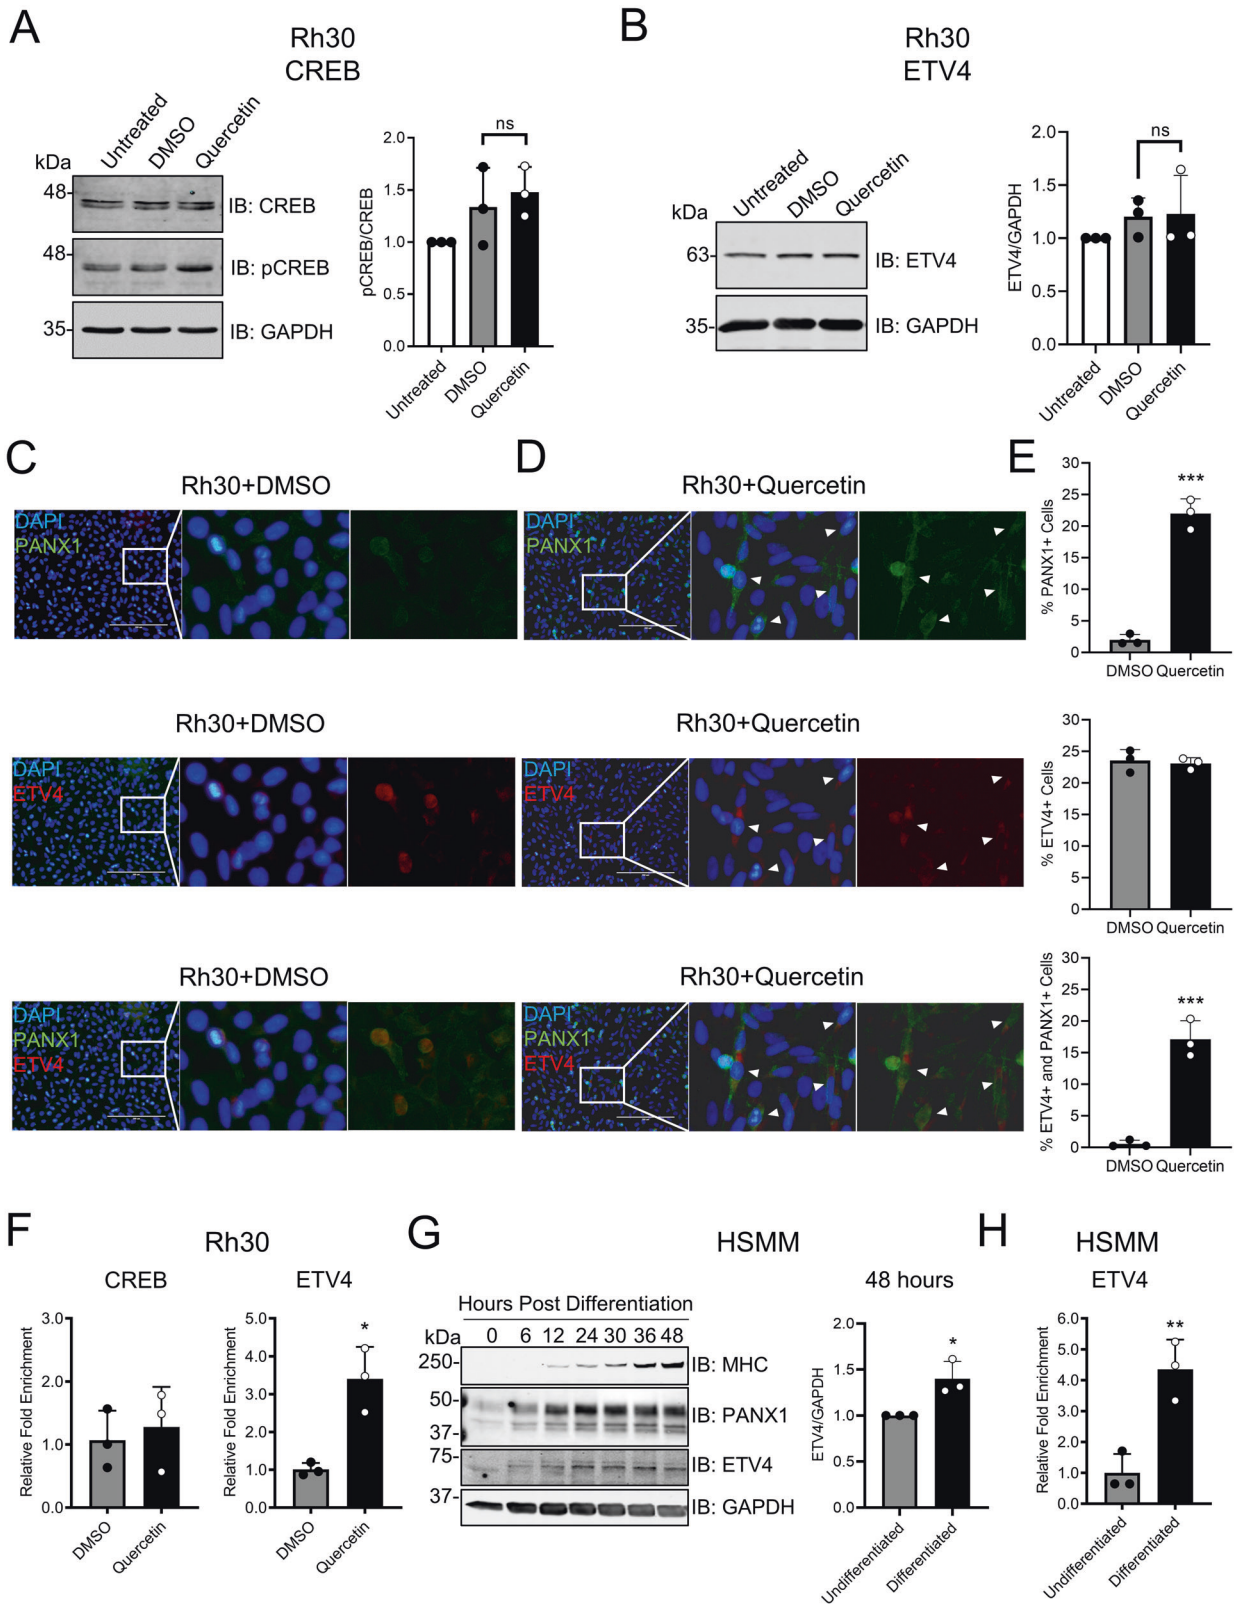 A
Rh30
CREB
Untreated
DMSO
Quercetin
kDa
48-
IB: CREB
48-
IB: pCREB
35-
IB: GAPDH
pCREB/CREB
2.0
1.5
1.0
0.5
0.0
ns
Untreated
DMSO
Quercetin
B
Rh30
ETV4
Untreated
DMSO
Quercetin
kDa
63-
IB: ETV4
35-
IB: GAPDH
ETV4/GAPDH
2.0
1.5
1.0
0.5
0.0
ns
Untreated
DMSO
Quercetin
C
Rh30+DMSO
DAPI
PANX1
Rh30+DMSO
DAPI
ETV4
Rh30+DMSO
DAPI
PANX1
ETV4
D
Rh30+Quercetin
DAPI
PANX1
Rh30+Quercetin
DAPI
ETV4
Rh30+Quercetin
DAPI
PANX1
ETV4
E
% PANX1+ Cells
30
25
20
15
10
5
0
***
DMSO Quercetin
% ETV4+ Cells
30
25
20
15
10
5
0
DMSO Quercetin
% ETV4+ and PANX1+ Cells
30
25
20
15
10
5
0
***
DMSO Quercetin
F
Rh30
CREB
Relative Fold Enrichment
3.0
2.0
1.0
0.0
DMSO
Quercetin
ETV4
Relative Fold Enrichment
5.0
4.0
3.0
2.0
1.0
0.0
*
DMSO
Quercetin
G
HSMM
Hours Post Differentiation
kDa 0 6 12 24 30 36 48
250-
IB: MHC
50-
IB: PANX1
37-
75-
IB: ETV4
37-
IB: GAPDH
48 hours
ETV4/GAPDH
2.0
1.5
1.0
0.5
0.0
*
Undifferentiated
Differentiated
H
HSMM
ETV4
Relative Fold Enrichment
6.0
5.0
4.0
3.0
2.0
1.0
0.0
**
Undifferentiated
Differentiated